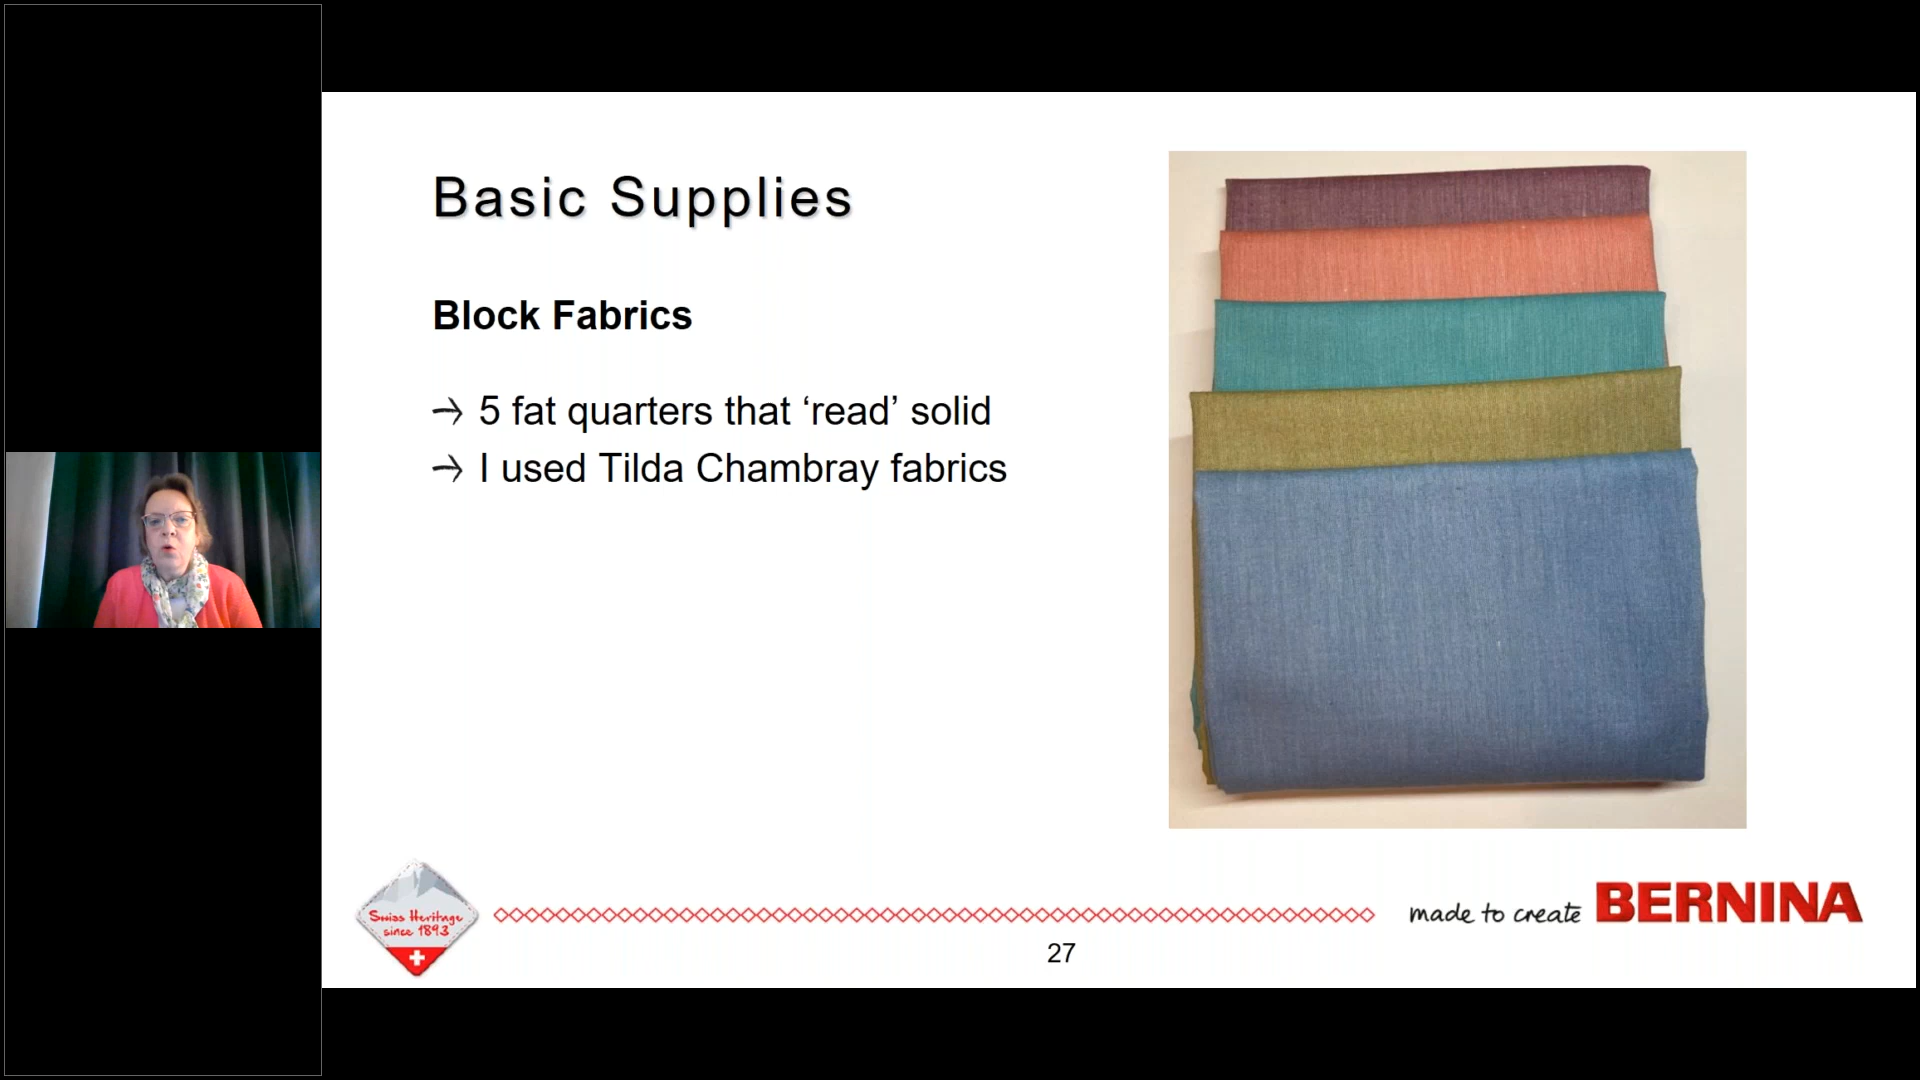 Basic Supplies
Block Fabrics
→ 5 fat quarters that ‘read’ solid
→ I used Tilda Chambray fabrics
Swiss Heritage
since 1893
made to create BERNINA
27